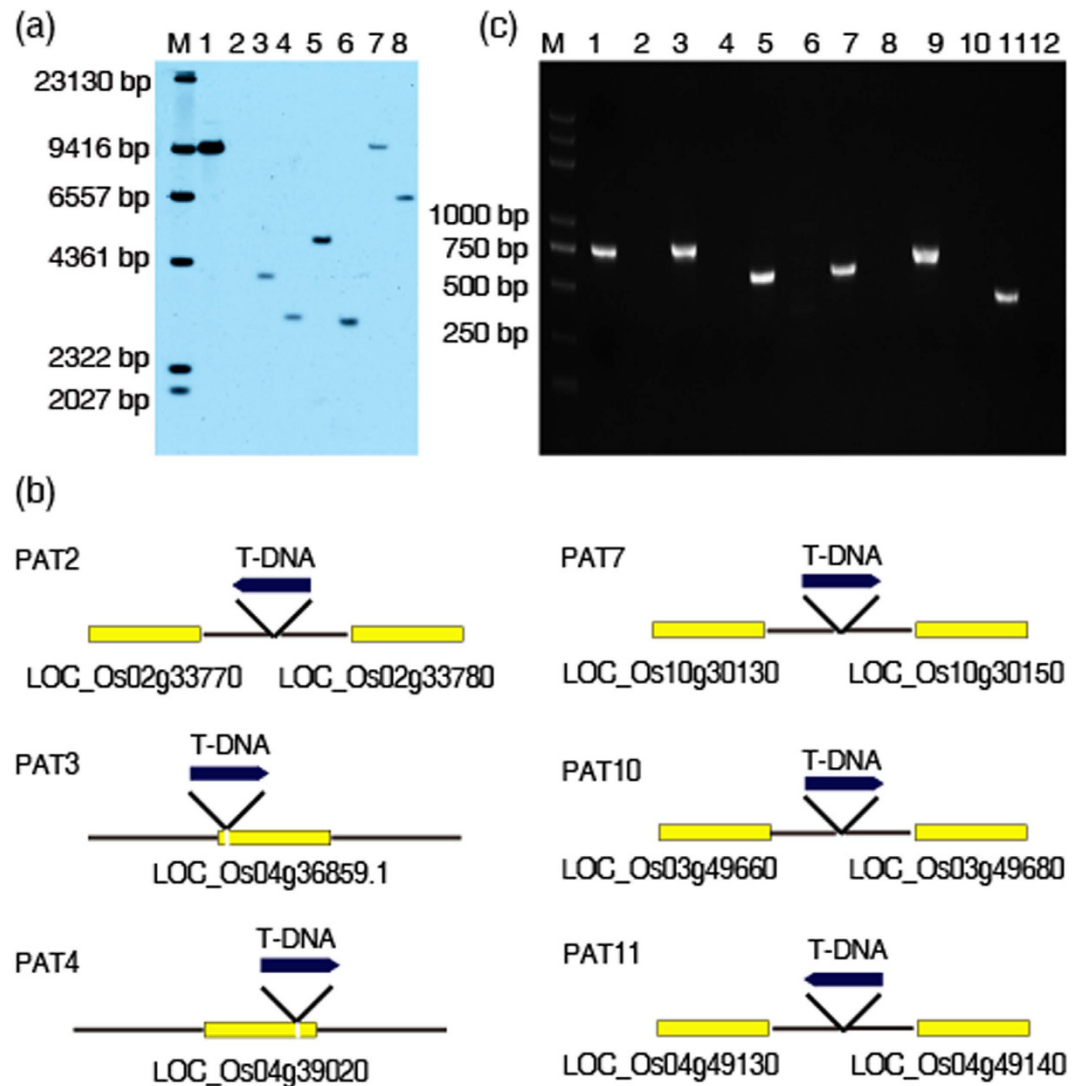 (a)
M 1 2 3 4 5 6 7 8
23130 bp
9416 bp
6557 bp
4361 bp
2322 bp
2027 bp
(c)
M 1 2 3 4 5 6 7 8 9 10 11 12
1000 bp
750 bp
500 bp
250 bp
(b)
PAT2
T-DNA
LOC_Os02g33770 LOC_Os02g33780
PAT3
T-DNA
LOC_Os04g36859.1
PAT4
T-DNA
LOC_Os04g39020
PAT7
T-DNA
LOC_Os10g30130 LOC_Os10g30150
PAT10
T-DNA
LOC_Os03g49660 LOC_Os03g49680
PAT11
T-DNA
LOC_Os04g49130 LOC_Os04g49140